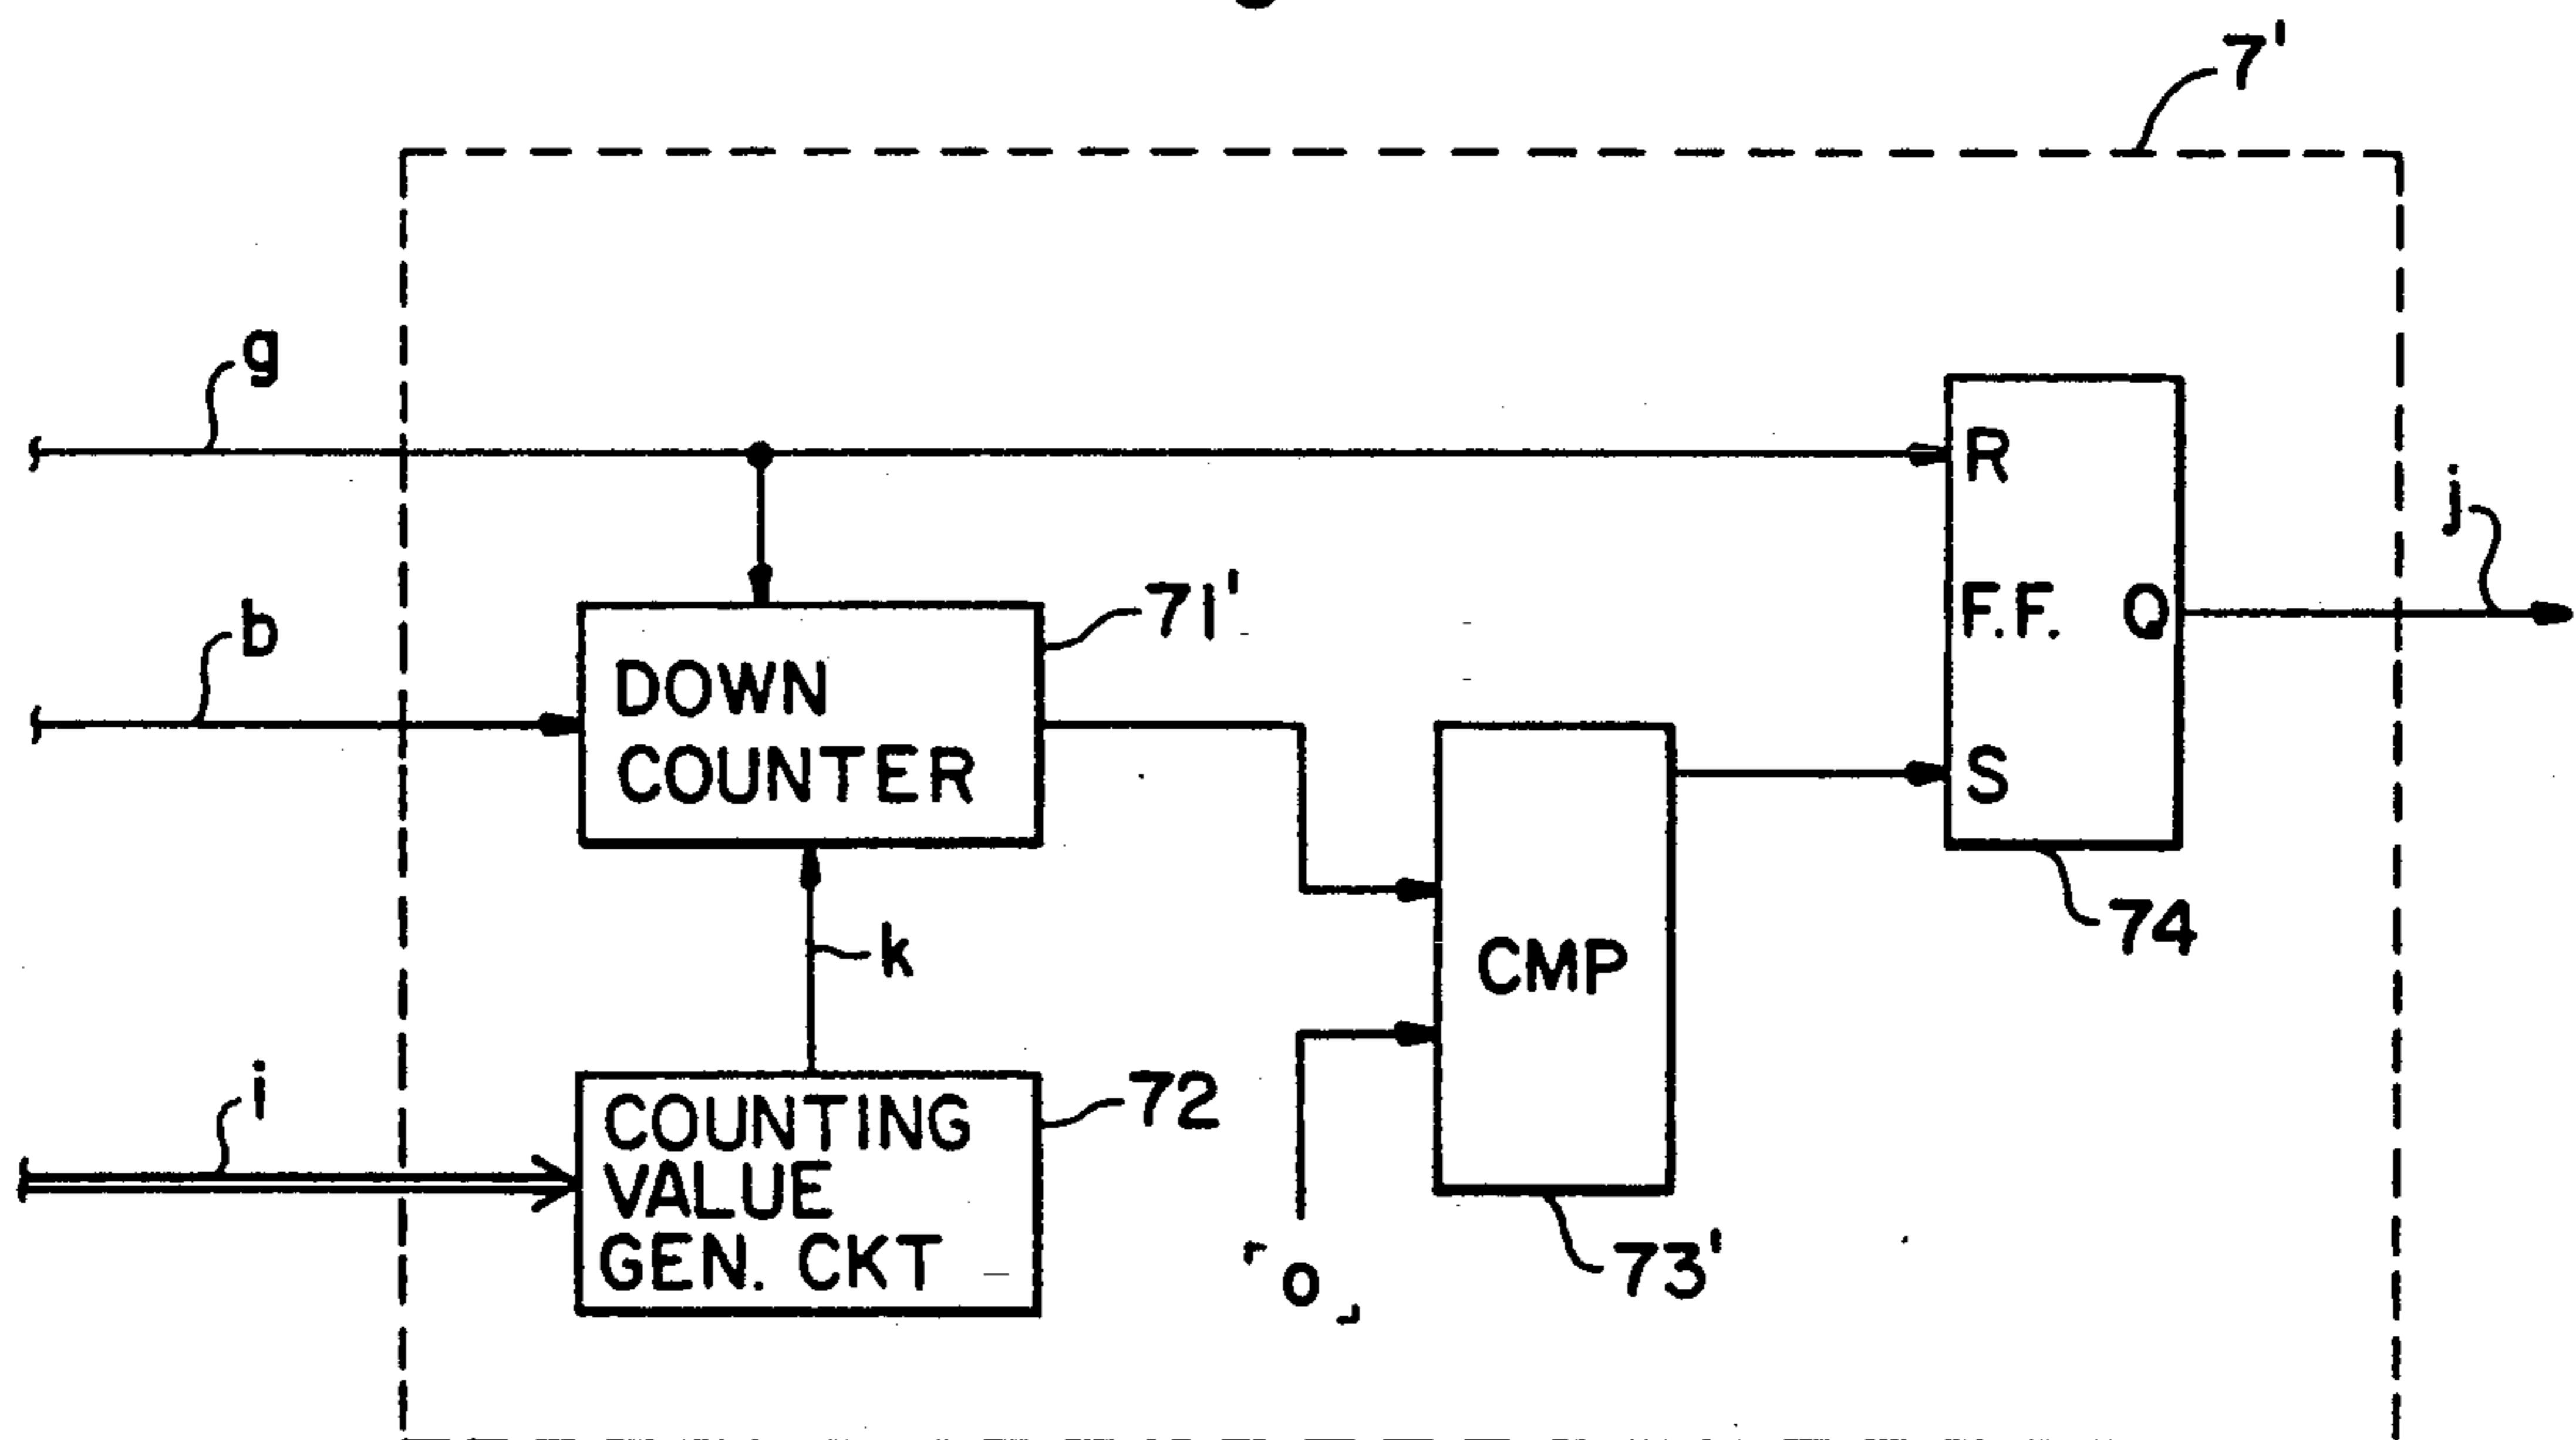 7'
g
R
j
b
71'
F.F. Q
DOWN
COUNTER
S
74
k
CMP
i
72
COUNTING
VALUE
GEN. CKT
「0」
73'